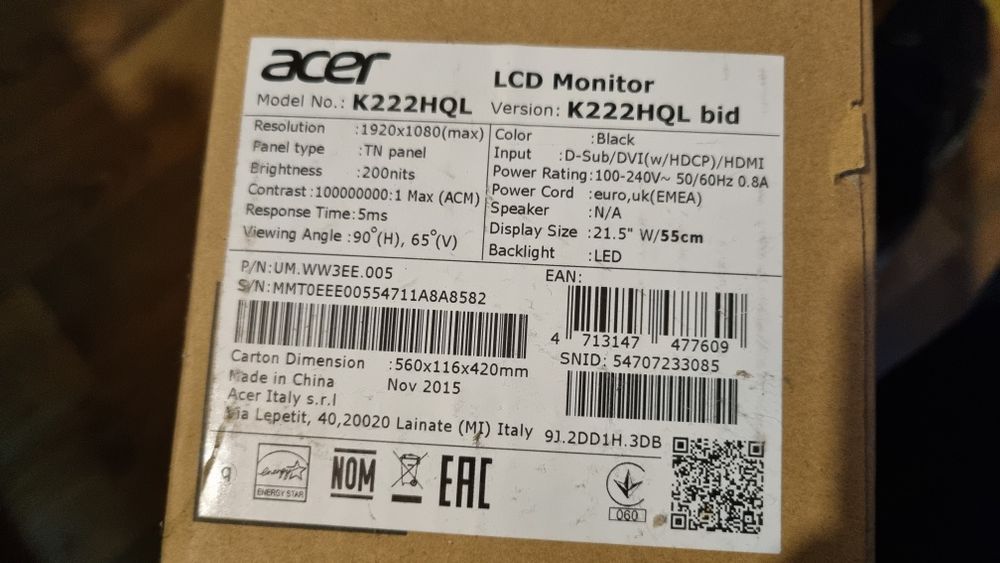 acer
LCD Monitor
Model No.: K222HQL
Version: K222HQL bid
Resolution :1920x1080(max)
Panel type :TN panel
Brightness :200nits
Contrast :100000000:1 Max (ACM)
Response Time:5ms
Viewing Angle :90°(H), 65°(V)
Color :Black
Input :D-Sub/DVI(w/HDCP)/HDMI
Power Rating:100-240V~ 50/60Hz 0.8A
Power Cord :euro,uk(EMEA)
Speaker :N/A
Display Size :21.5" W/55cm
Backlight :LED
P/N:UM.WW3EE.005
S/N:MMT0EEE00554711A8A8582
EAN:
4 713147 477609
SNID: 54707233085
Carton Dimension :560x116x420mm
Made in China Nov 2015
Acer Italy s.r.l
Via Lepetit, 40,20020 Lainate (MI) Italy
9J.2DD1H.3DB
q
energy
ENERGY STAR
NOM
EAC
060